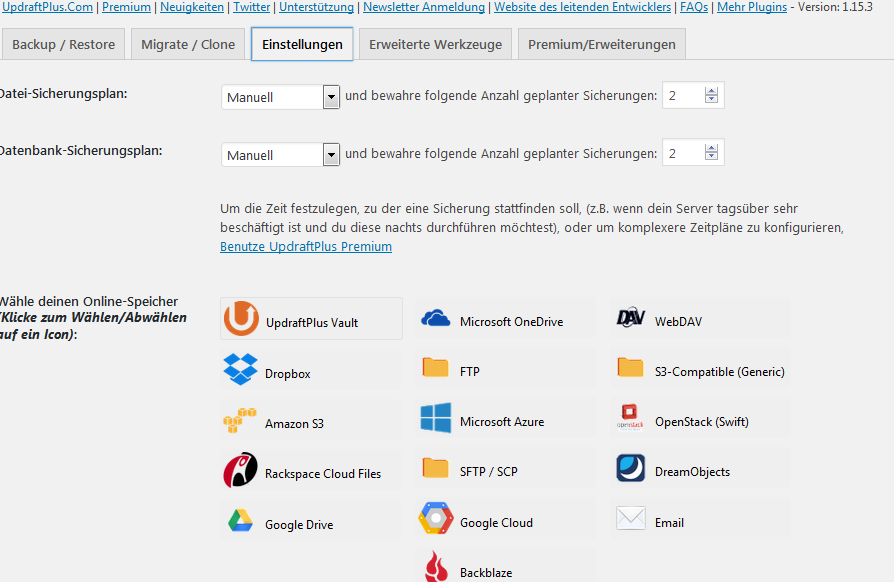 UpdraftPlus.Com | Premium | Neuigkeiten | Twitter | Unterstützung | Newsletter Anmeldung | Website des leitenden Entwicklers | FAQs | Mehr Plugins - Version: 1.15.3
Backup / Restore Migrate / Clone Einstellungen Erweiterte Werkzeuge Premium/Erweiterungen
Datei-Sicherungsplan: Manuell und bewahre folgende Anzahl geplanter Sicherungen: 2
Datenbank-Sicherungsplan: Manuell und bewahre folgende Anzahl geplanter Sicherungen: 2
Um die Zeit festzulegen, zu der eine Sicherung stattfinden soll, (z.B. wenn dein Server tagsüber sehr
beschäftigt ist und du diese nachts durchführen möchtest), oder um komplexere Zeitpläne zu konfigurieren,
Benutze UpdraftPlus Premium
Wähle deinen Online-Speicher
(Klicke zum Wählen/Abwählen
auf ein Icon):
UpdraftPlus Vault Microsoft OneDrive DAV WebDAV
Dropbox FTP S3-Compatible (Generic)
Amazon S3 Microsoft Azure openstack OpenStack (Swift)
Rackspace Cloud Files SFTP / SCP DreamObjects
Google Drive Google Cloud Email
Backblaze